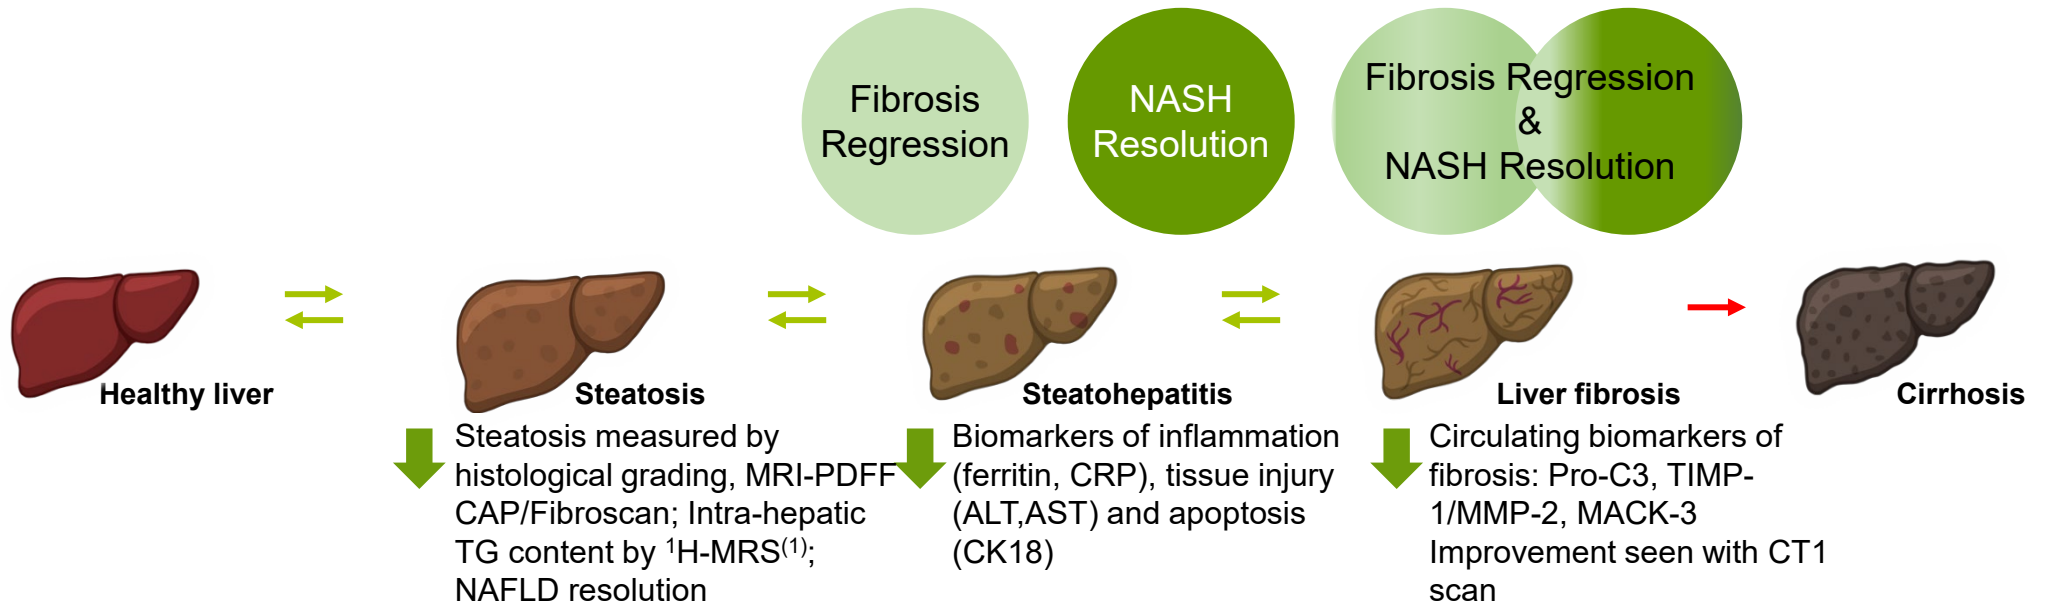 Fibrosis
Regression
NASH
Resolution
Fibrosis Regression
&
NASH Resolution
Healthy liver
Steatosis
Steatohepatitis
Liver fibrosis
Cirrhosis
Steatosis measured by
histological grading, MRI-PDFF
CAP/Fibroscan; Intra-hepatic
TG content by ¹H-MRS⁽¹⁾;
NAFLD resolution
Biomarkers of inflammation
(ferritin, CRP), tissue injury
(ALT,AST) and apoptosis
(CK18)
Circulating biomarkers of
fibrosis: Pro-C3, TIMP-
1/MMP-2, MACK-3
Improvement seen with CT1
scan